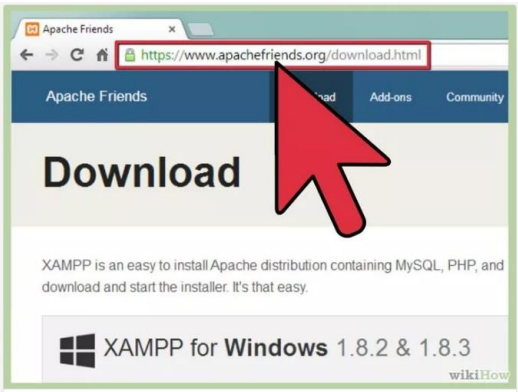 Apache Friends
https://www.apachefriends.org/download.html
Apache Friends Add-ons Community
Download
XAMPP is an easy to install Apache distribution containing MySQL, PHP, and
download and start the installer. It's that easy.
XAMPP for Windows 1.8.2 & 1.8.3
wikiHow